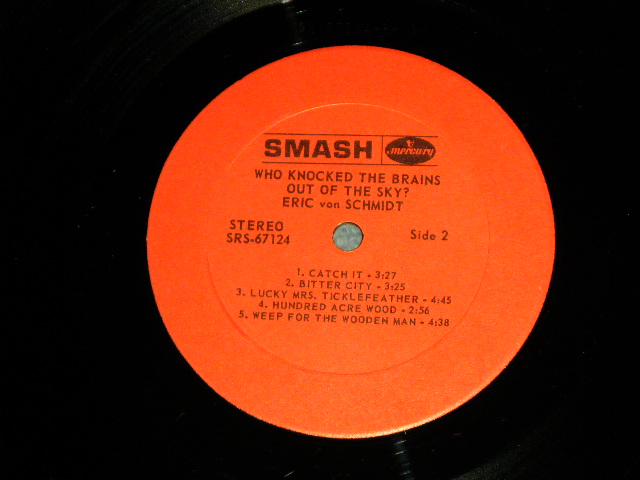 SMASH mercury
WHO KNOCKED THE BRAINS
OUT OF THE SKY?
ERIC von SCHMIDT
STEREO
SRS-67124
Side 2
1. CATCH IT - 3:27
2. BITTER CITY - 3:25
3. LUCKY MRS. TICKLEFEATHER - 4:45
4. HUNDRED ACRE WOOD - 2:56
5. WEEP FOR THE WOODEN MAN - 4:38